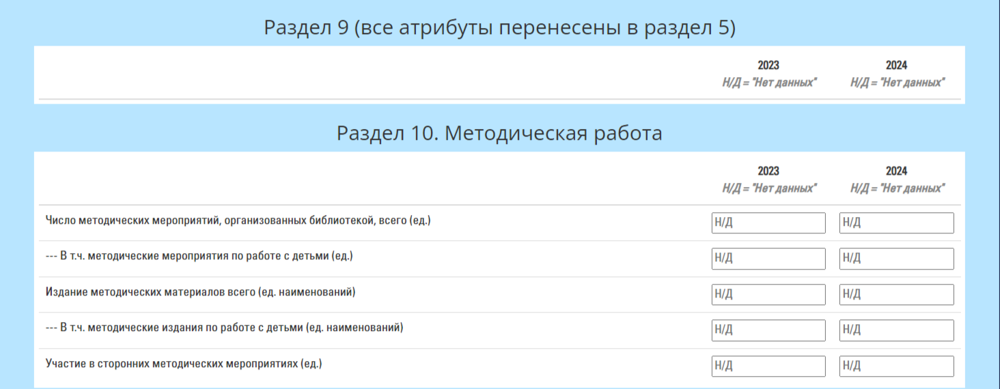 Раздел 9 (все атрибуты перенесены в раздел 5)
2023 2024
Н/Д = "Нет данных" Н/Д = "Нет данных"
Раздел 10. Методическая работа
2023 2024
Н/Д = "Нет данных" Н/Д = "Нет данных"
Число методических мероприятий, организованных библиотекой, всего (ед.) Н/Д Н/Д
--- В т.ч. методические мероприятия по работе с детьми (ед.) Н/Д Н/Д
Издание методических материалов всего (ед. наименований) Н/Д Н/Д
--- В т.ч. методические издания по работе с детьми (ед. наименований) Н/Д Н/Д
Участие в сторонних методических мероприятиях (ед.) Н/Д Н/Д